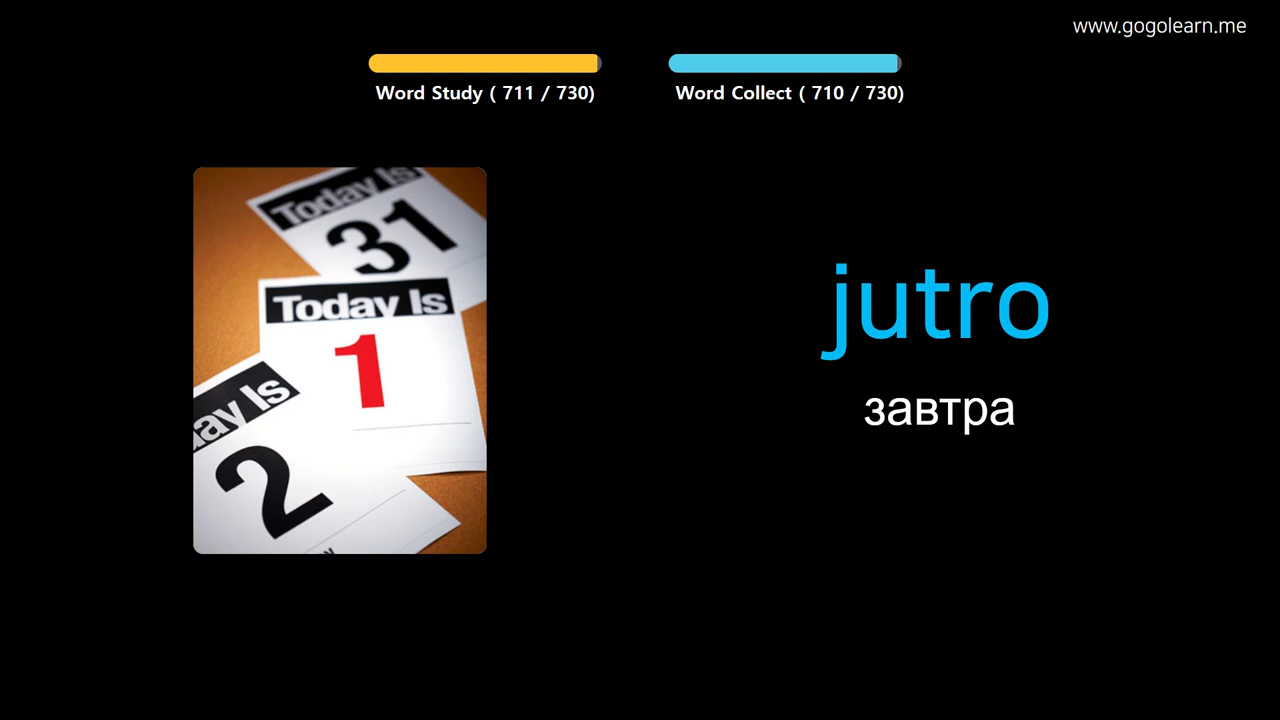 www.gogolearn.me
Word Study ( 711 / 730)
Word Collect ( 710 / 730)
Today Is
31
Today Is
1
ay Is
2
jutro
завтра